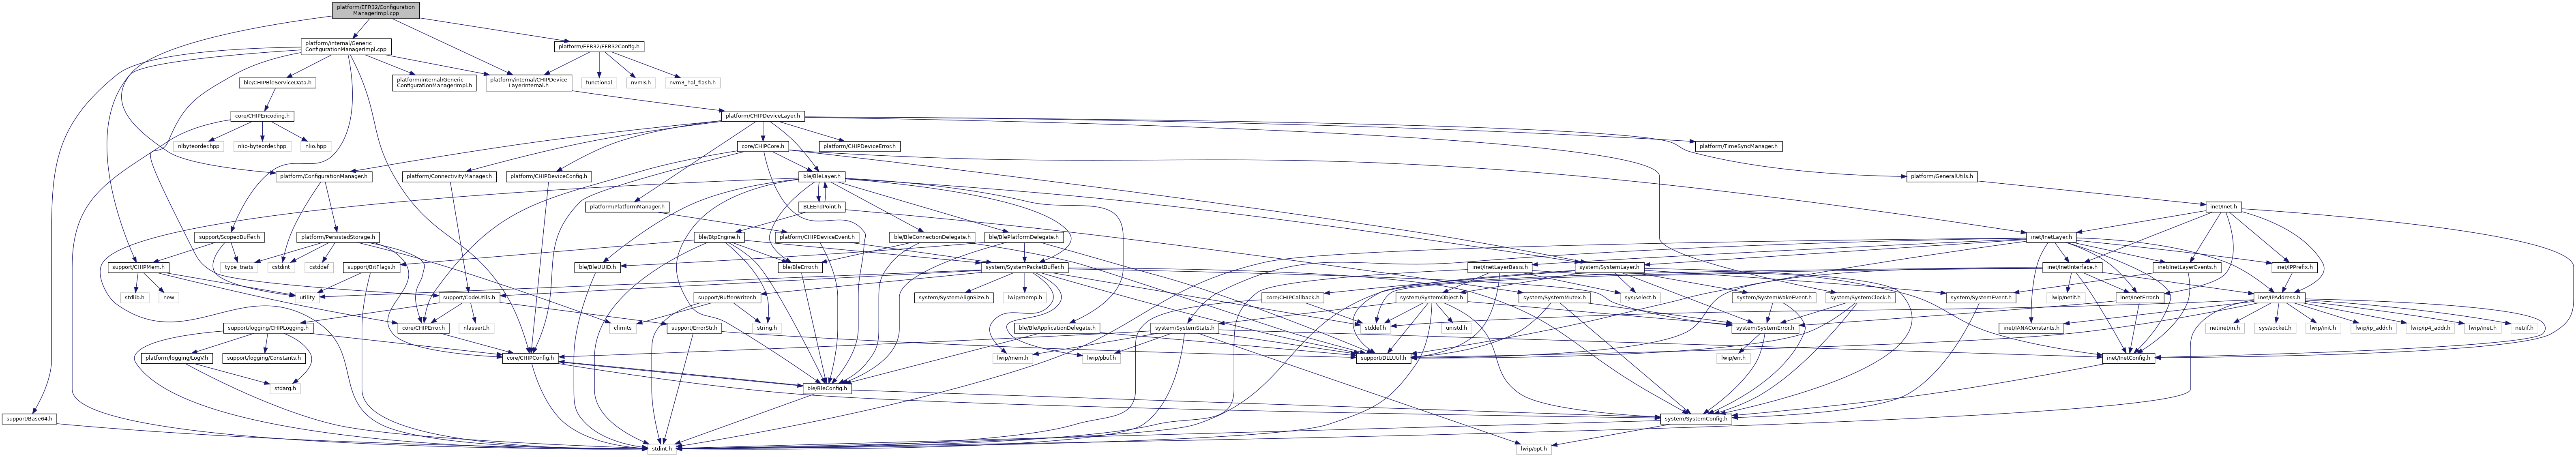 platform/EFR32/Configuration
ManagerImpl.cpp
platform/internal/Generic
ConfigurationManagerImpl.cpp
platform/EFR32/EFR32Config.h
ble/CHIPBleServiceData.h
platform/internal/Generic
ConfigurationManagerImpl.h
platform/internal/CHIPDevice
LayerInternal.h
functional
nvm3.h
nvm3_hal_flash.h
core/CHIPEncoding.h
platform/CHIPDeviceLayer.h
nlbyteorder.hpp
nlio-byteorder.hpp
nlio.hpp
core/CHIPCore.h
platform/CHIPDeviceError.h
platform/TimeSyncManager.h
platform/ConfigurationManager.h
platform/ConnectivityManager.h
platform/CHIPDeviceConfig.h
ble/BleLayer.h
platform/GeneralUtils.h
platform/PlatformManager.h
BLEEndPoint.h
inet/Inet.h
support/ScopedBuffer.h
platform/PersistedStorage.h
ble/BtpEngine.h
platform/CHIPDeviceEvent.h
ble/BleConnectionDelegate.h
ble/BlePlatformDelegate.h
inet/InetLayer.h
support/CHIPMem.h
type_traits
cstdint
cstddef
support/BitFlags.h
ble/BleUUID.h
ble/BleError.h
system/SystemPacketBuffer.h
inet/InetLayerBasis.h
system/SystemLayer.h
inet/InetInterface.h
inet/InetLayerEvents.h
inet/IPPrefix.h
stdlib.h
new
utility
support/CodeUtils.h
support/BufferWriter.h
system/SystemAlignSize.h
lwip/memp.h
core/CHIPCallback.h
system/SystemObject.h
system/SystemMutex.h
sys/select.h
system/SystemWakeEvent.h
system/SystemClock.h
system/SystemEvent.h
lwip/netif.h
inet/InetError.h
inet/IPAddress.h
support/logging/CHIPLogging.h
core/CHIPError.h
nlassert.h
climits
support/ErrorStr.h
string.h
ble/BleApplicationDelegate.h
system/SystemStats.h
stddef.h
unistd.h
system/SystemError.h
inet/IANAConstants.h
netinet/in.h
sys/socket.h
lwip/init.h
lwip/ip_addr.h
lwip/ip4_addr.h
lwip/inet.h
net/if.h
platform/logging/LogV.h
support/logging/Constants.h
core/CHIPConfig.h
lwip/mem.h
lwip/pbuf.h
support/DLLUtil.h
lwip/err.h
inet/InetConfig.h
stdarg.h
ble/BleConfig.h
support/Base64.h
system/SystemConfig.h
stdint.h
lwip/opt.h